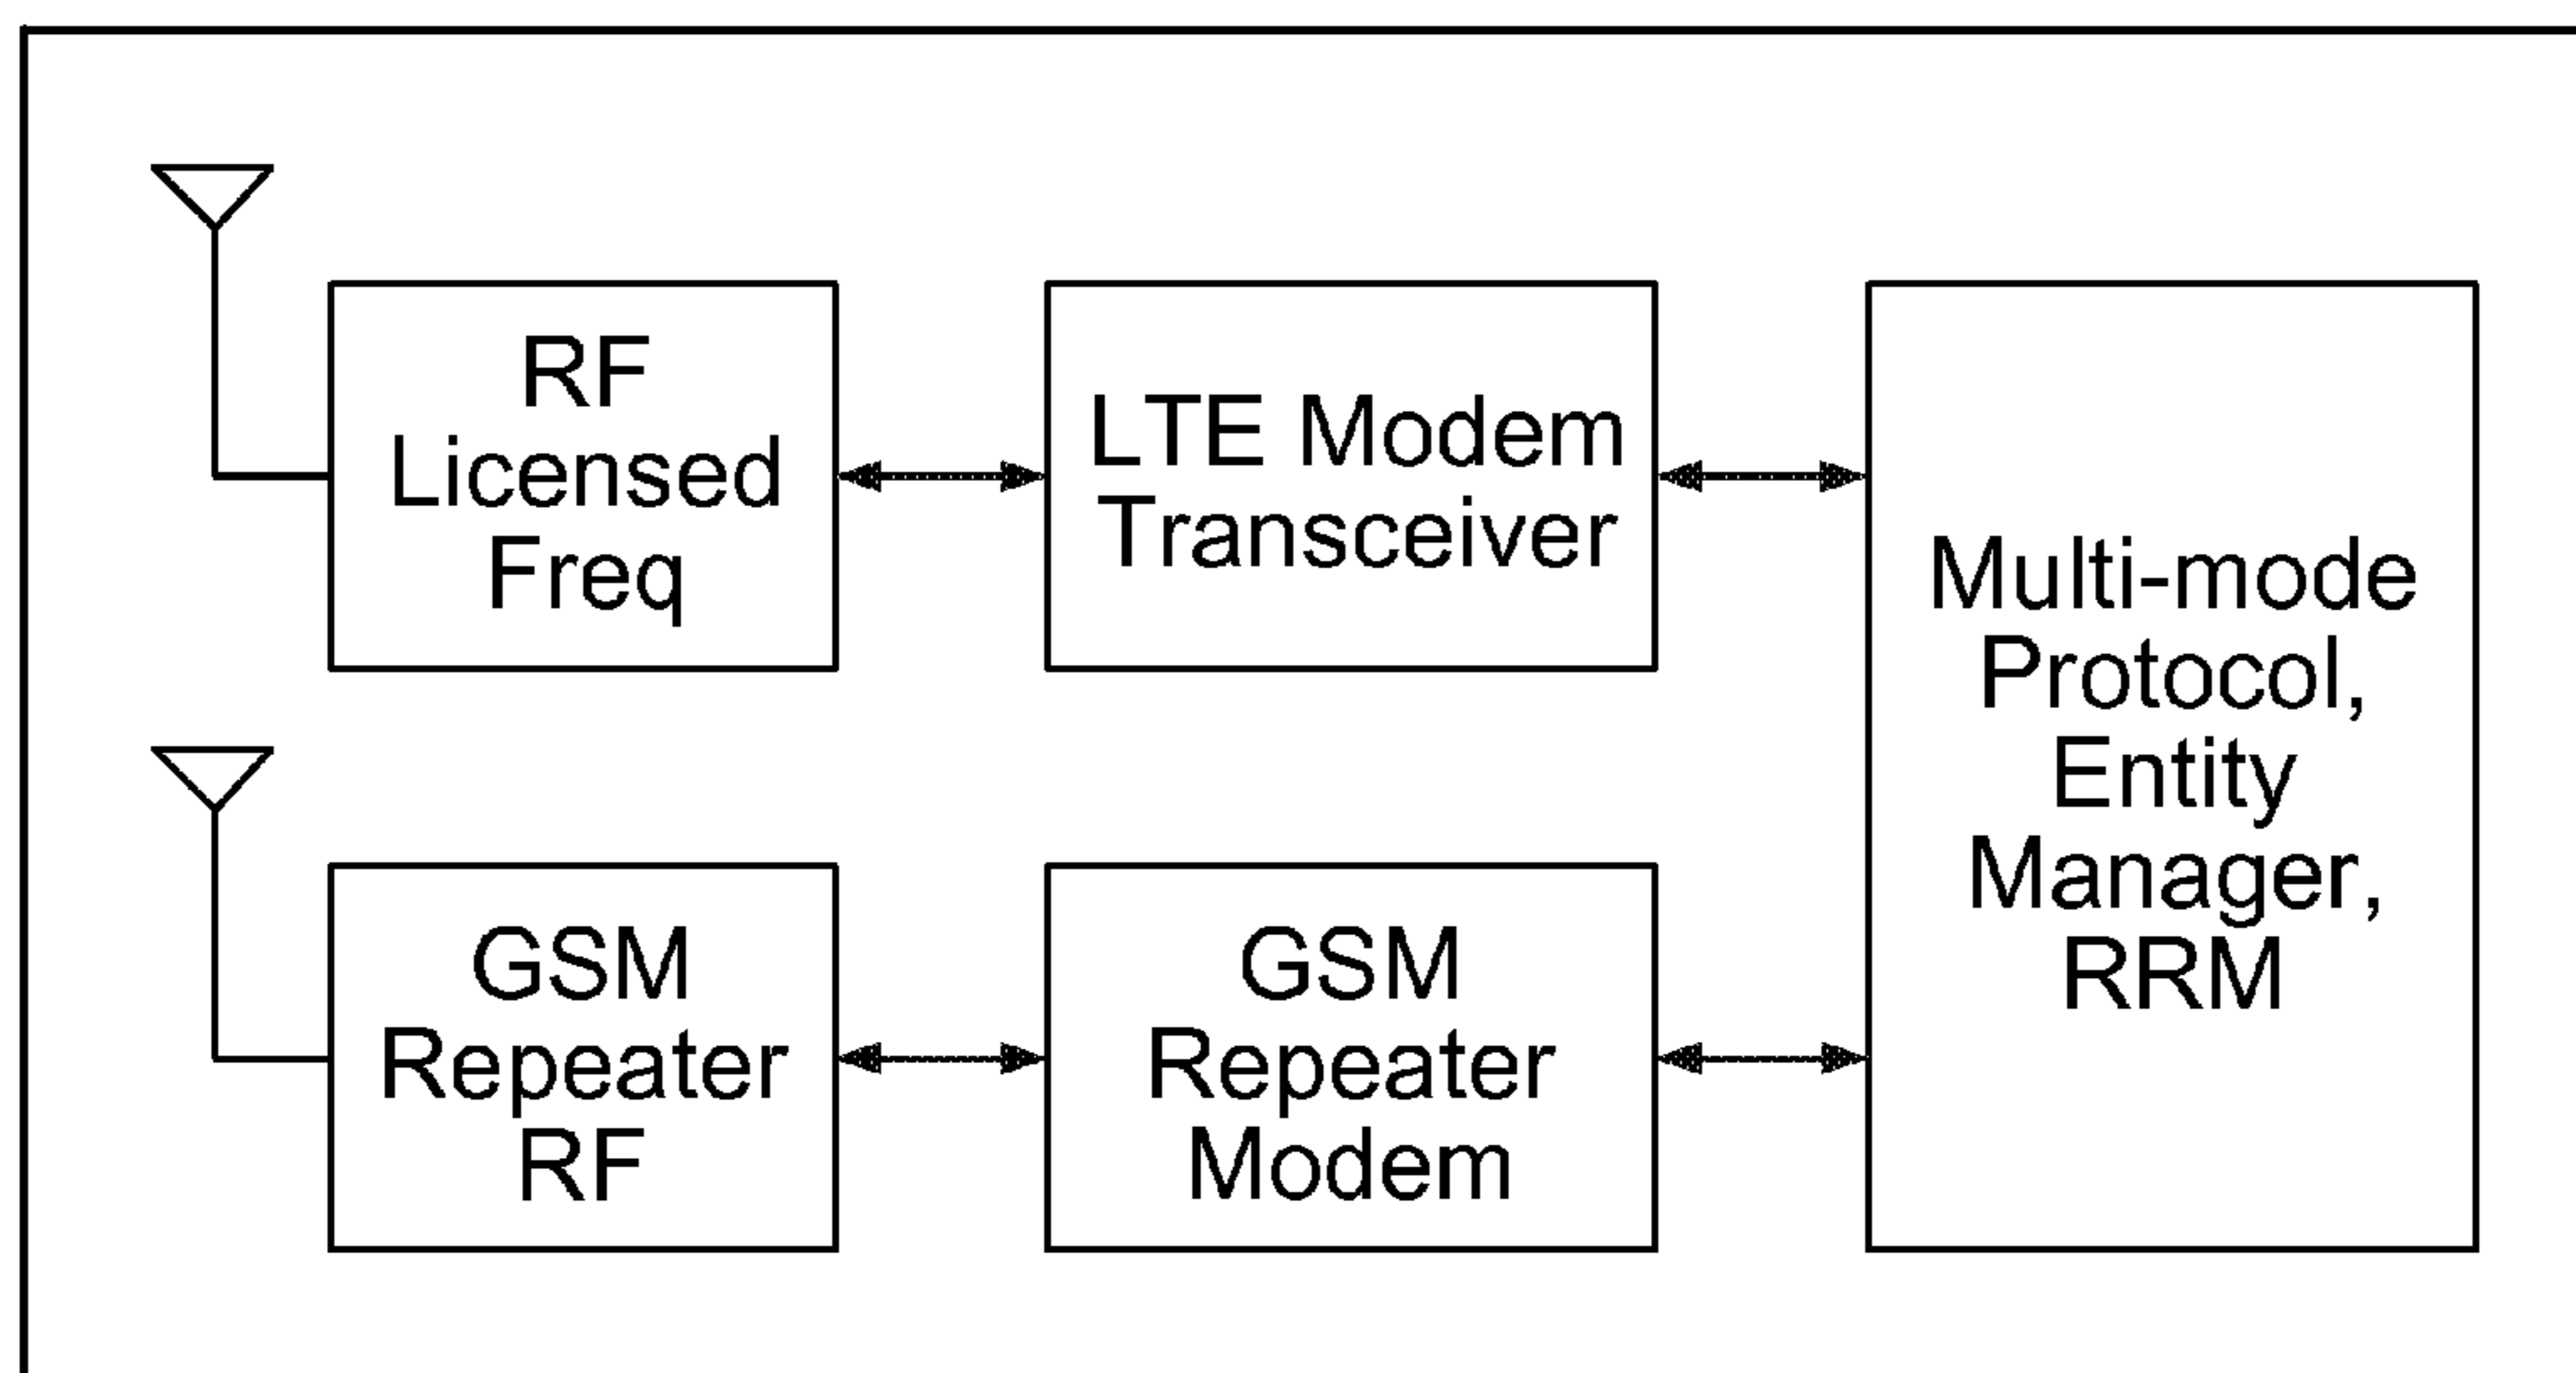 RF
Licensed
Freq
LTE Modem
Transceiver
Multi-mode
Protocol,
Entity
Manager,
RRM
GSM
Repeater
RF
GSM
Repeater
Modem